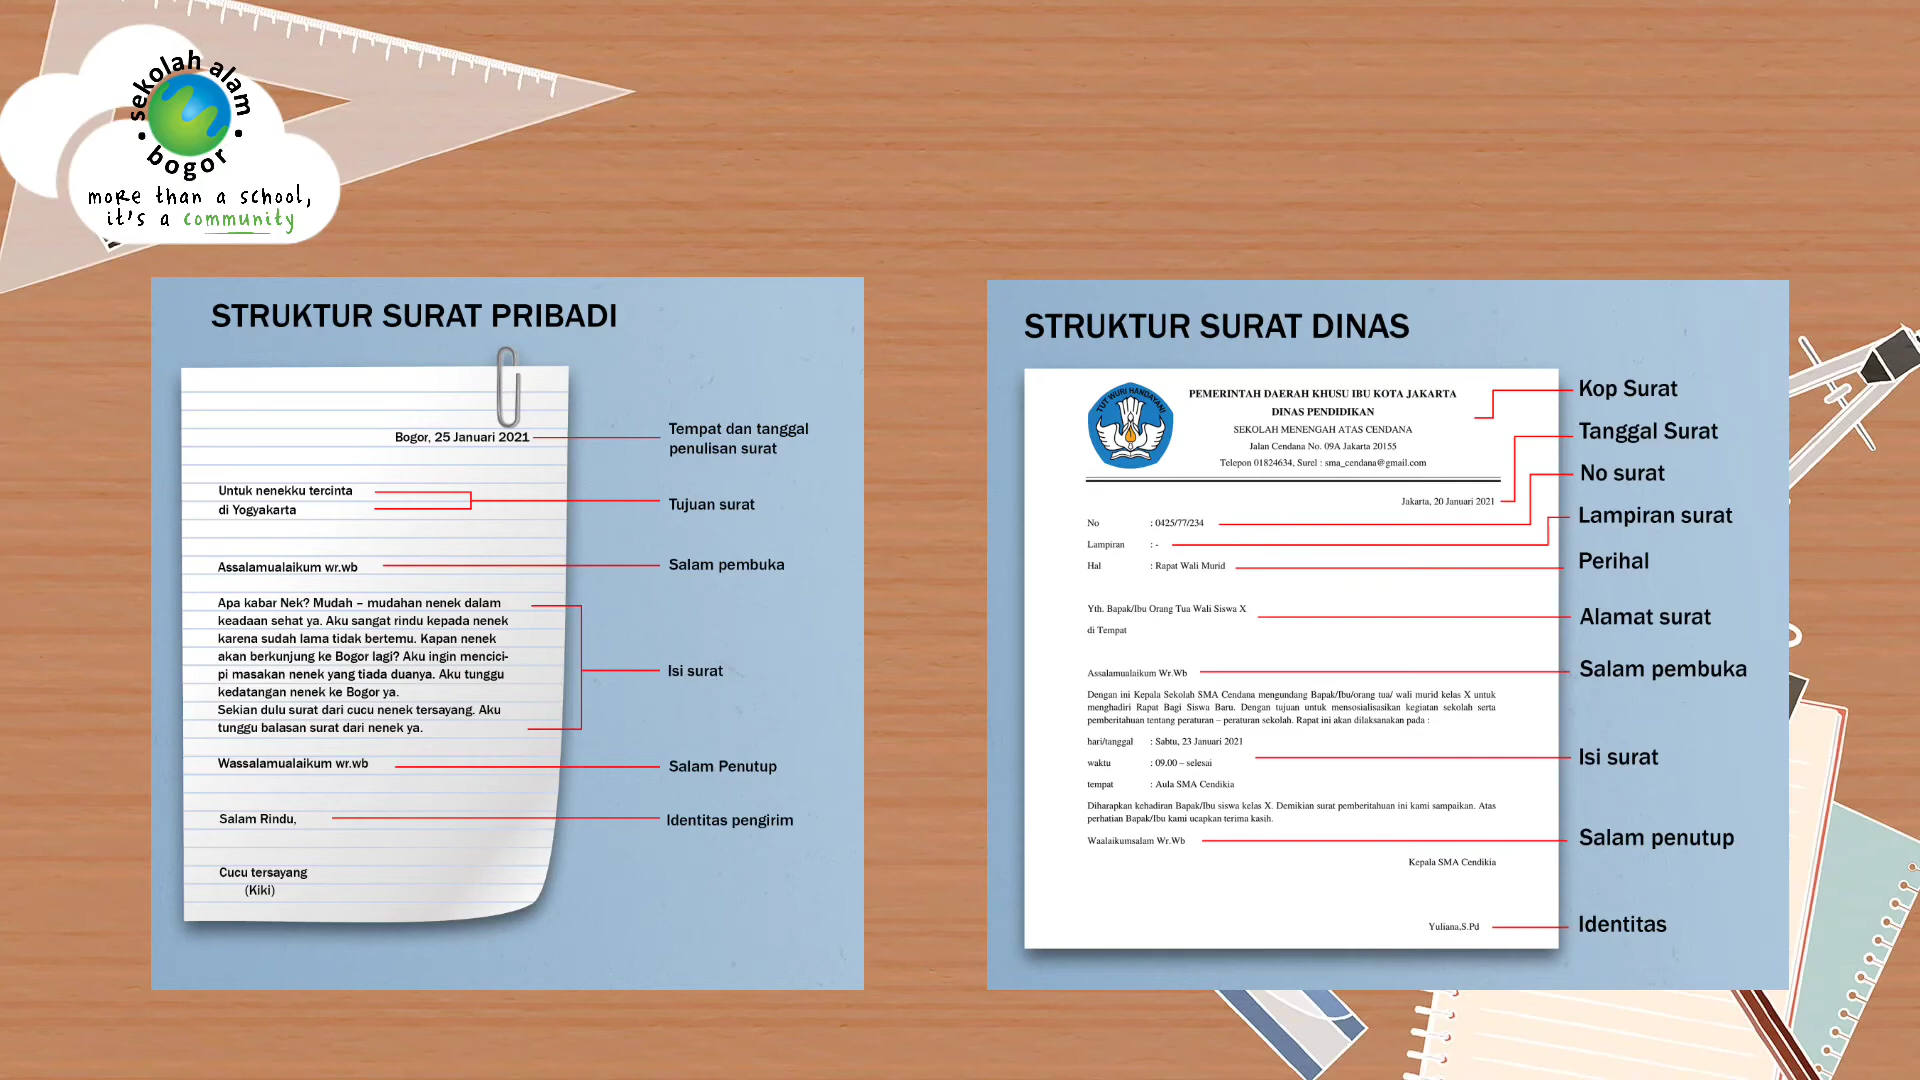 sekolah alam
bogor
more than a school,
it's a community
STRUKTUR SURAT PRIBADI
Bogor, 25 Januari 2021
Tempat dan tanggal
penulisan surat
Untuk nenekku tercinta
di Yogyakarta
Tujuan surat
Assalamualaikum wr.wb
Salam pembuka
Apa kabar Nek? Mudah – mudahan nenek dalam
keadaan sehat ya. Aku sangat rindu kepada nenek
karena sudah lama tidak bertemu. Kapan nenek
akan berkunjung ke Bogor lagi? Aku ingin mencici-
pi masakan nenek yang tiada duanya. Aku tunggu
kedatangan nenek ke Bogor ya.
Sekian dulu surat dari cucu nenek tersayang. Aku
tunggu balasan surat dari nenek ya.
Isi surat
Wassalamualaikum wr.wb
Salam Penutup
Salam Rindu,
Identitas pengirim
Cucu tersayang
(Kiki)
STRUKTUR SURAT DINAS
TUT WURI HANDAYANI
PEMERINTAH DAERAH KHUSU IBU KOTA JAKARTA
DINAS PENDIDIKAN
SEKOLAH MENENGAH ATAS CENDANA
Jalan Cendana No. 09A Jakarta 20155
Telepon 01824634, Surel : sma_cendana@gmail.com
Kop Surat
Jakarta, 20 Januari 2021
Tanggal Surat
No : 0425/77/234
No surat
Lampiran : -
Lampiran surat
Hal : Rapat Wali Murid
Perihal
Yth. Bapak/Ibu Orang Tua Wali Siswa X
di Tempat
Alamat surat
Assalamualaikum Wr.Wb
Salam pembuka
Dengan ini Kepala Sekolah SMA Cendana mengundang Bapak/Ibu/orang tua/ wali murid kelas X untuk
menghadiri Rapat Bagi Siswa Baru. Dengan tujuan untuk mensosialisasikan kegiatan sekolah serta
pemberitahuan tentang peraturan – peraturan sekolah. Rapat ini akan dilaksanakan pada :
hari/tanggal : Sabtu, 23 Januari 2021
waktu : 09.00 – selesai
tempat : Aula SMA Cendikia
Isi surat
Diharapkan kehadiran Bapak/Ibu siswa kelas X. Demikian surat pemberitahuan ini kami sampaikan. Atas
perhatian Bapak/Ibu kami ucapkan terima kasih.
Waalaikumsalam Wr.Wb
Salam penutup
Kepala SMA Cendikia
Yuliana,S.Pd
Identitas